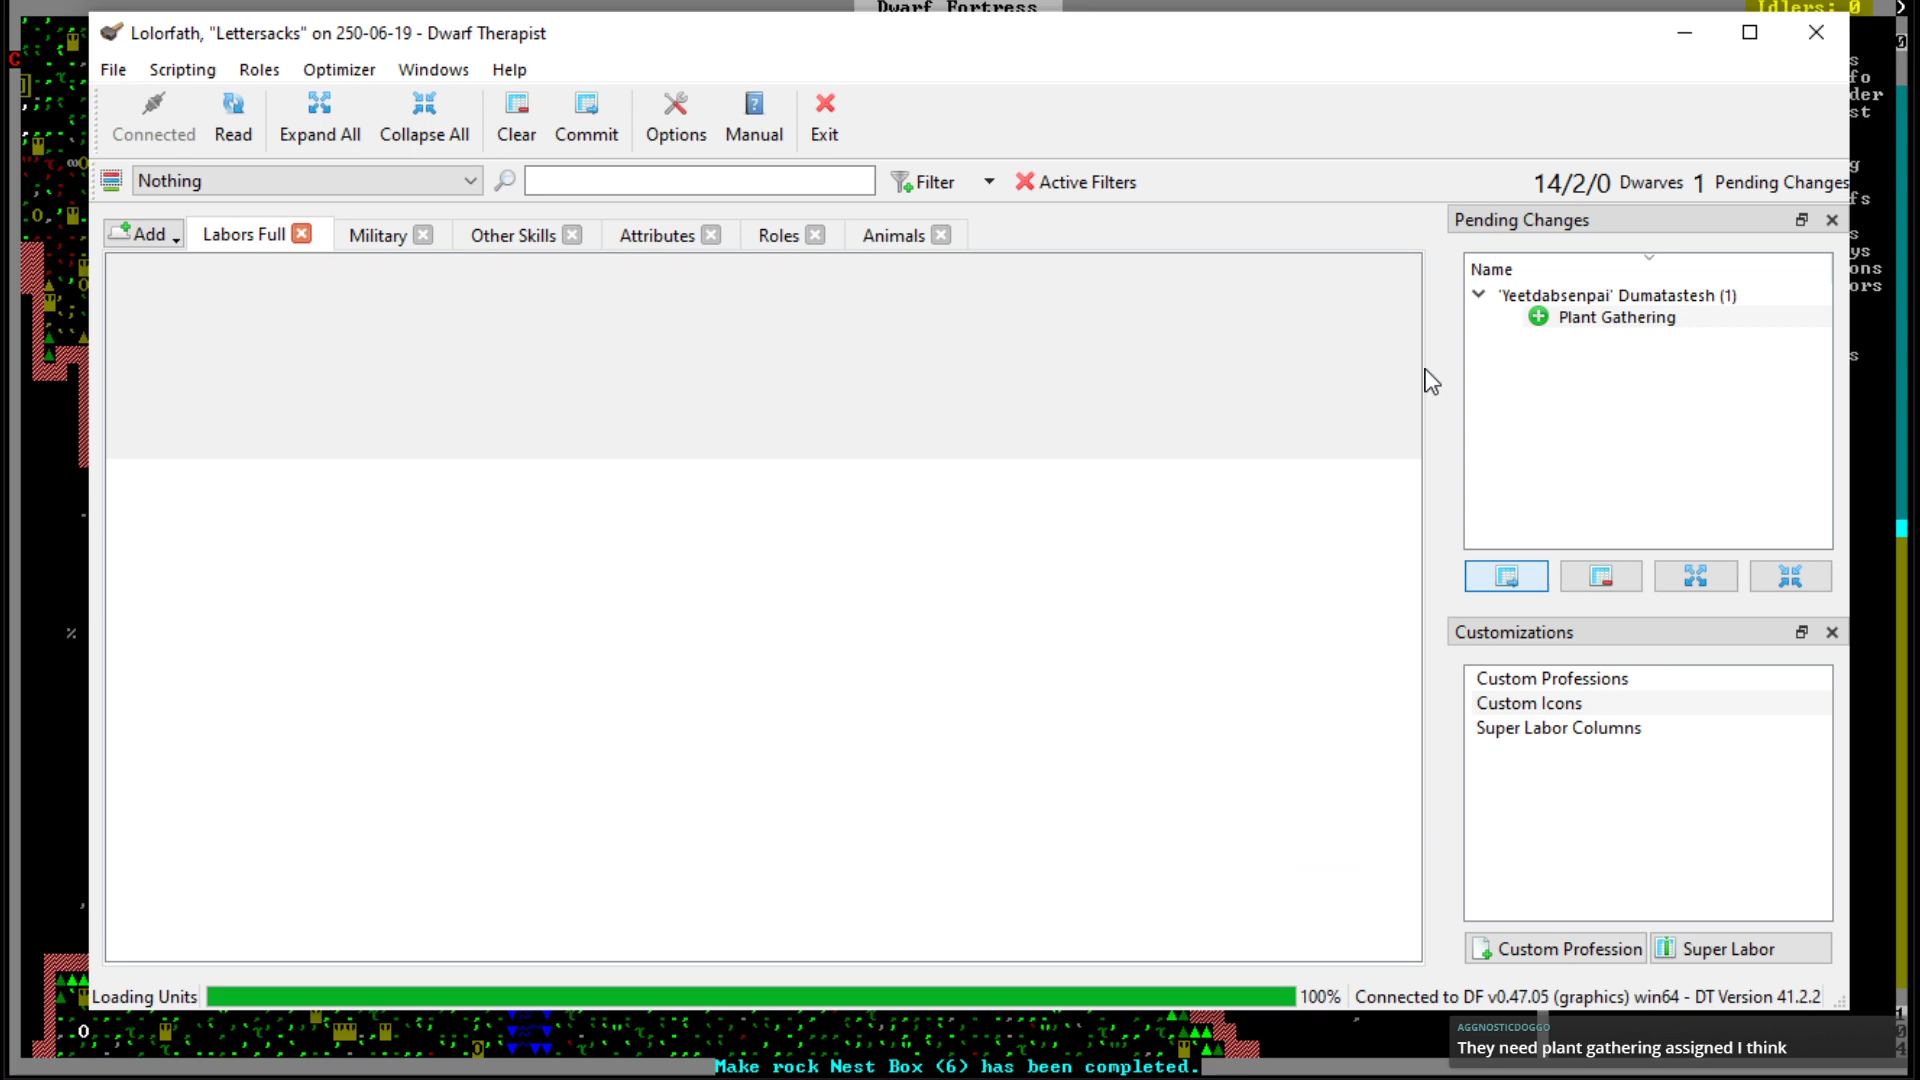 Dwarf Fortress
Idlers: 0
Lolorfath, "Lettersacks" on 250-06-19 - Dwarf Therapist
File Scripting Roles Optimizer Windows Help
Connected Read Expand All Collapse All Clear Commit Options Manual Exit
Nothing Filter Active Filters 14/2/0 Dwarves 1 Pending Changes
Add Labors Full Military Other Skills Attributes Roles Animals
Pending Changes
Name
'Yeetdabsenpai' Dumatastesh (1)
Plant Gathering
Customizations
Custom Professions
Custom Icons
Super Labor Columns
Custom Profession Super Labor
Loading Units 100% Connected to DF v0.47.05 (graphics) win64 - DT Version 41.2.2
AGGNOSTICDOGGO
They need plant gathering assigned I think
Make rock Nest Box (6) has been completed.